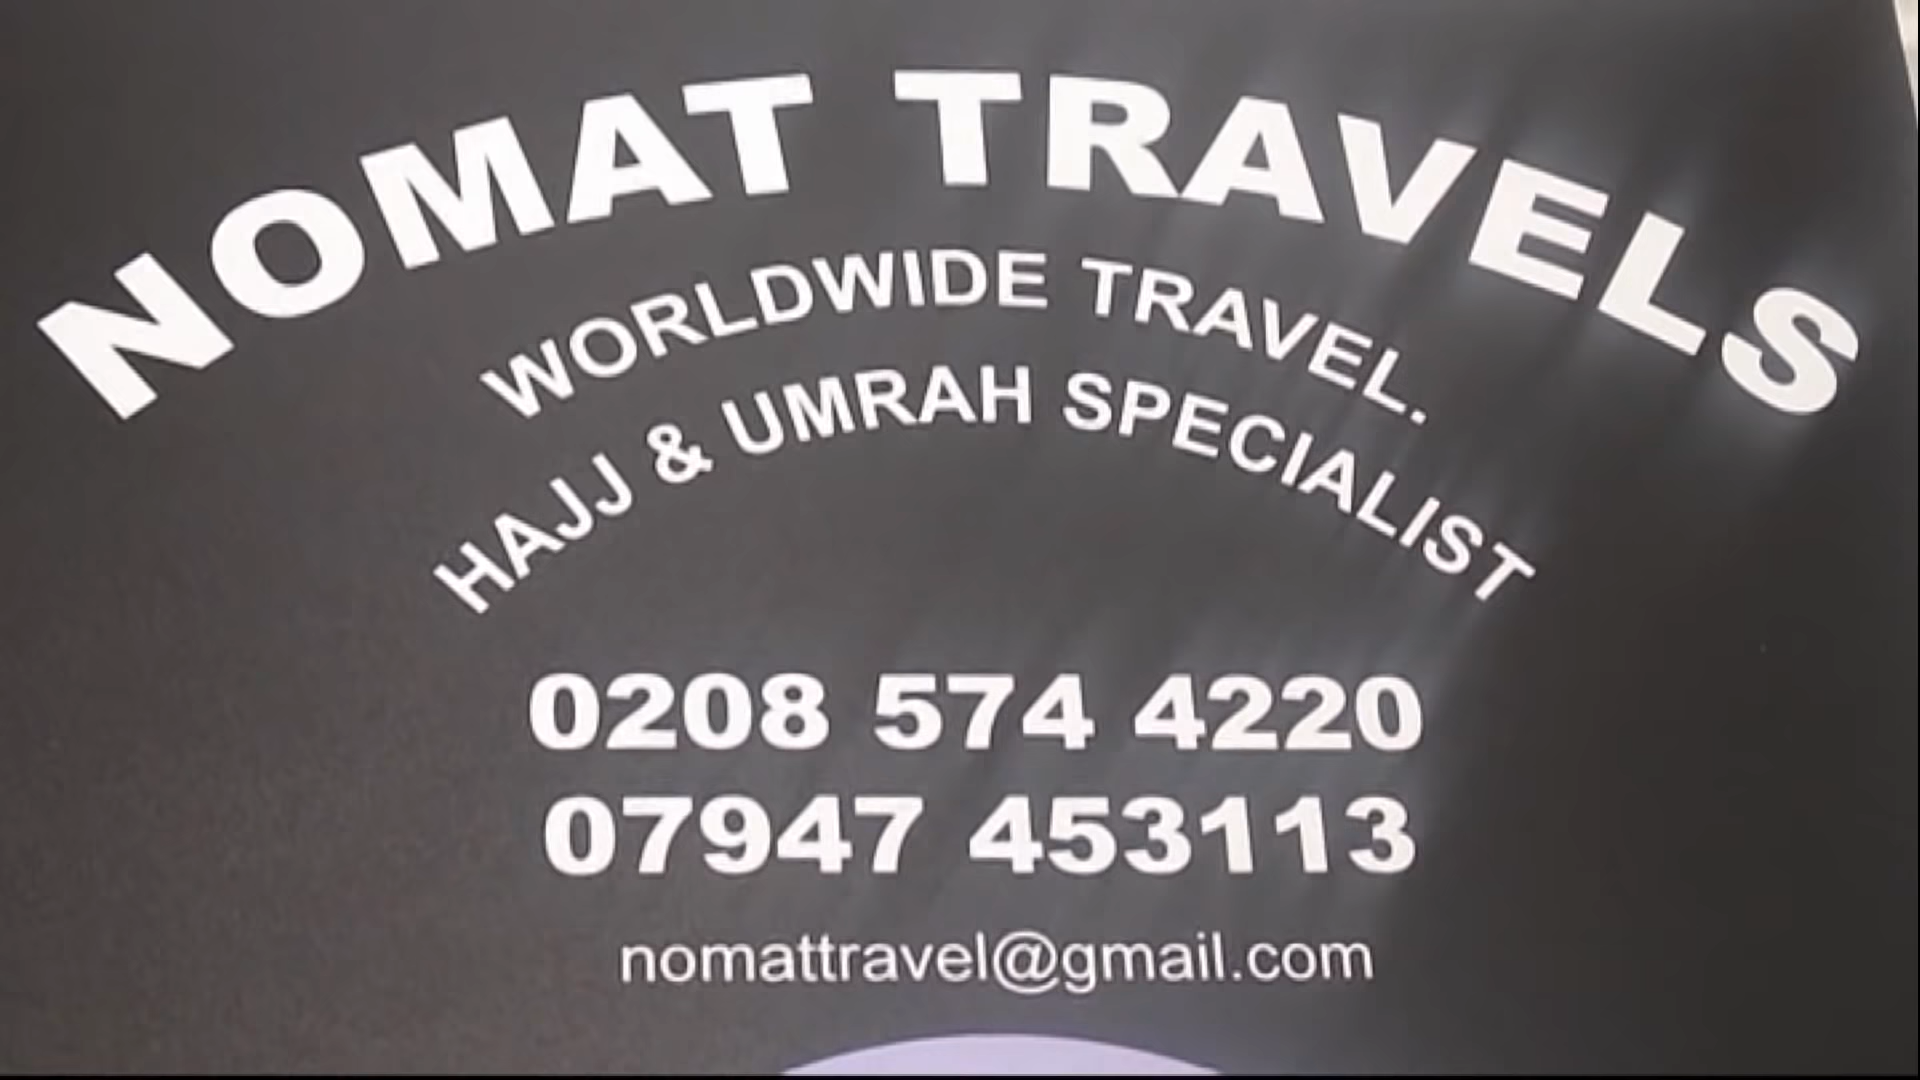 NOMAT TRAVELS
WORLDWIDE TRAVEL.
HAJJ & UMRAH SPECIALIST
0208 574 4220
07947 453113
nomattravel@gmail.com